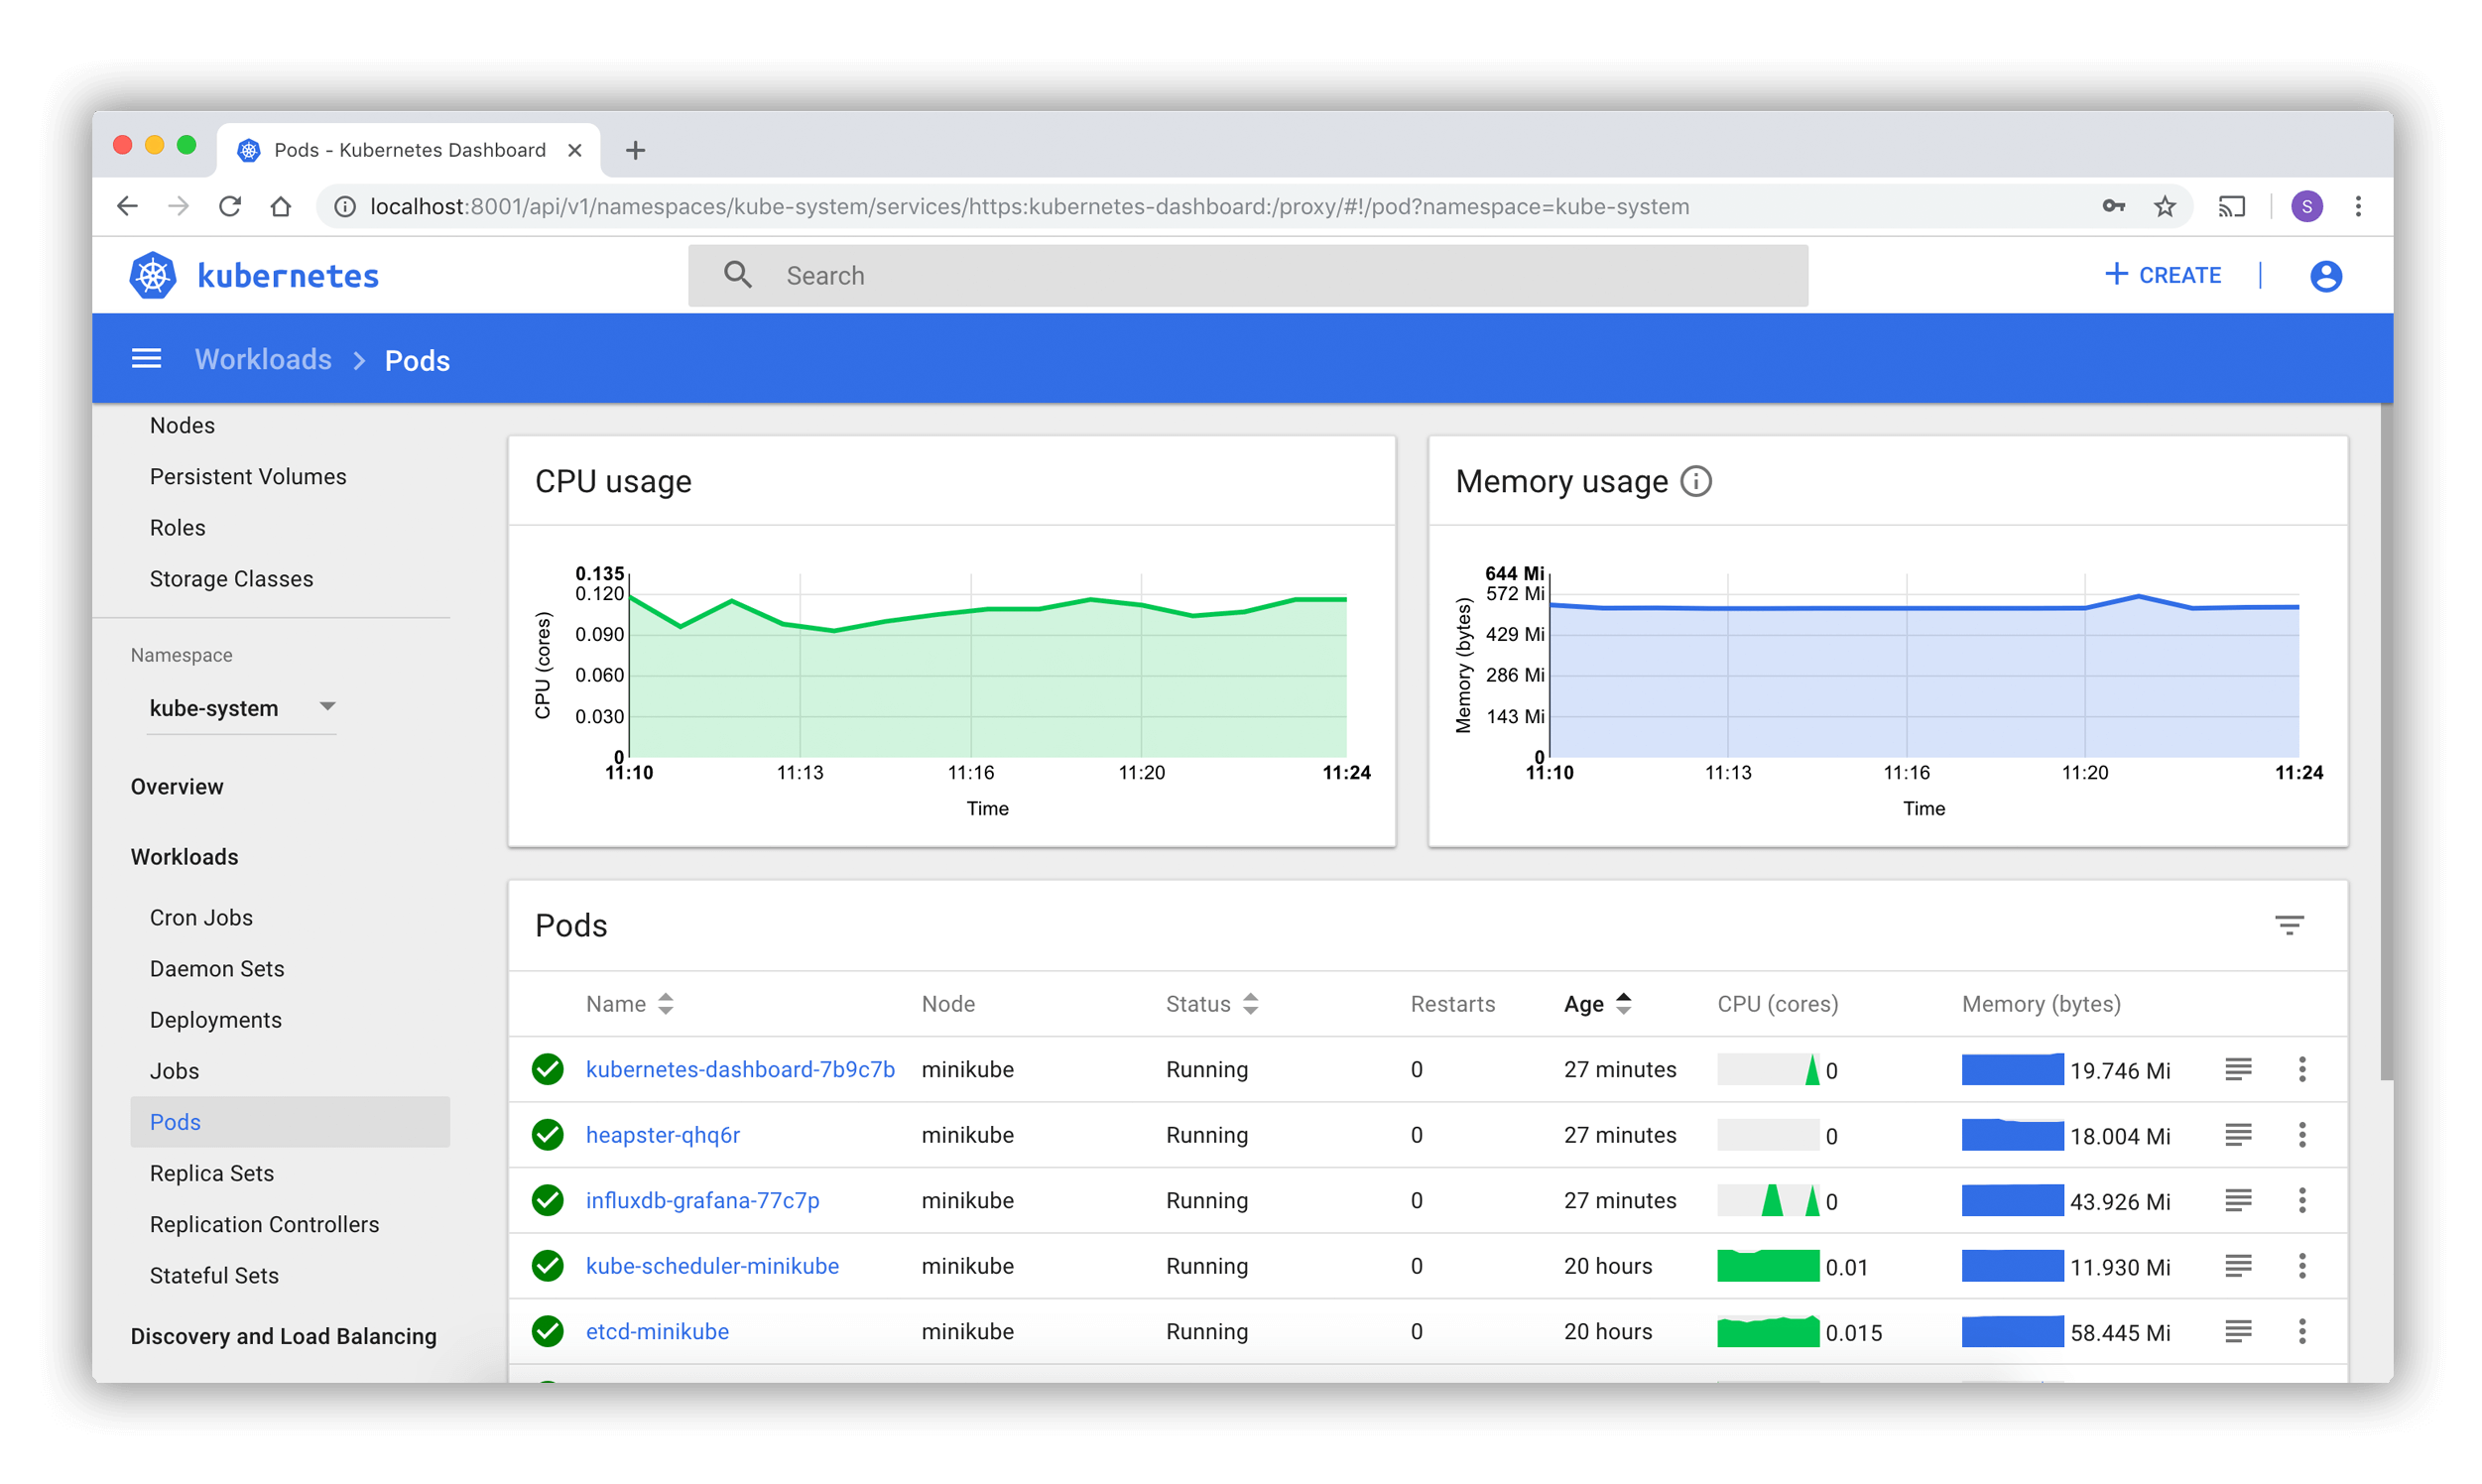 Pods - Kubernetes Dashboard
localhost:8001/api/v1/namespaces/kube-system/services/https:kubernetes-dashboard:/proxy/#!/pod?namespace=kube-system
S
kubernetes
Search
CREATE
Workloads
Pods
Nodes
Persistent Volumes
Roles
Storage Classes
Namespace
kube-system
Overview
Workloads
Cron Jobs
Daemon Sets
Deployments
Jobs
Pods
Replica Sets
Replication Controllers
Stateful Sets
Discovery and Load Balancing
CPU usage
CPU (cores)
0.135
0.120
0.090
0.060
0.030
0
11:10 11:13 11:16 11:20 11:24
Time
Memory usage
Memory (bytes)
644 Mi
572 Mi
429 Mi
286 Mi
143 Mi
0
11:10 11:13 11:16 11:20 11:24
Time
Pods
Name Node Status Restarts Age CPU (cores) Memory (bytes)
kubernetes-dashboard-7b9c7b minikube Running 0 27 minutes 0 19.746 Mi
heapster-qhq6r minikube Running 0 27 minutes 0 18.004 Mi
influxdb-grafana-77c7p minikube Running 0 27 minutes 0 43.926 Mi
kube-scheduler-minikube minikube Running 0 20 hours 0.01 11.930 Mi
etcd-minikube minikube Running 0 20 hours 0.015 58.445 Mi